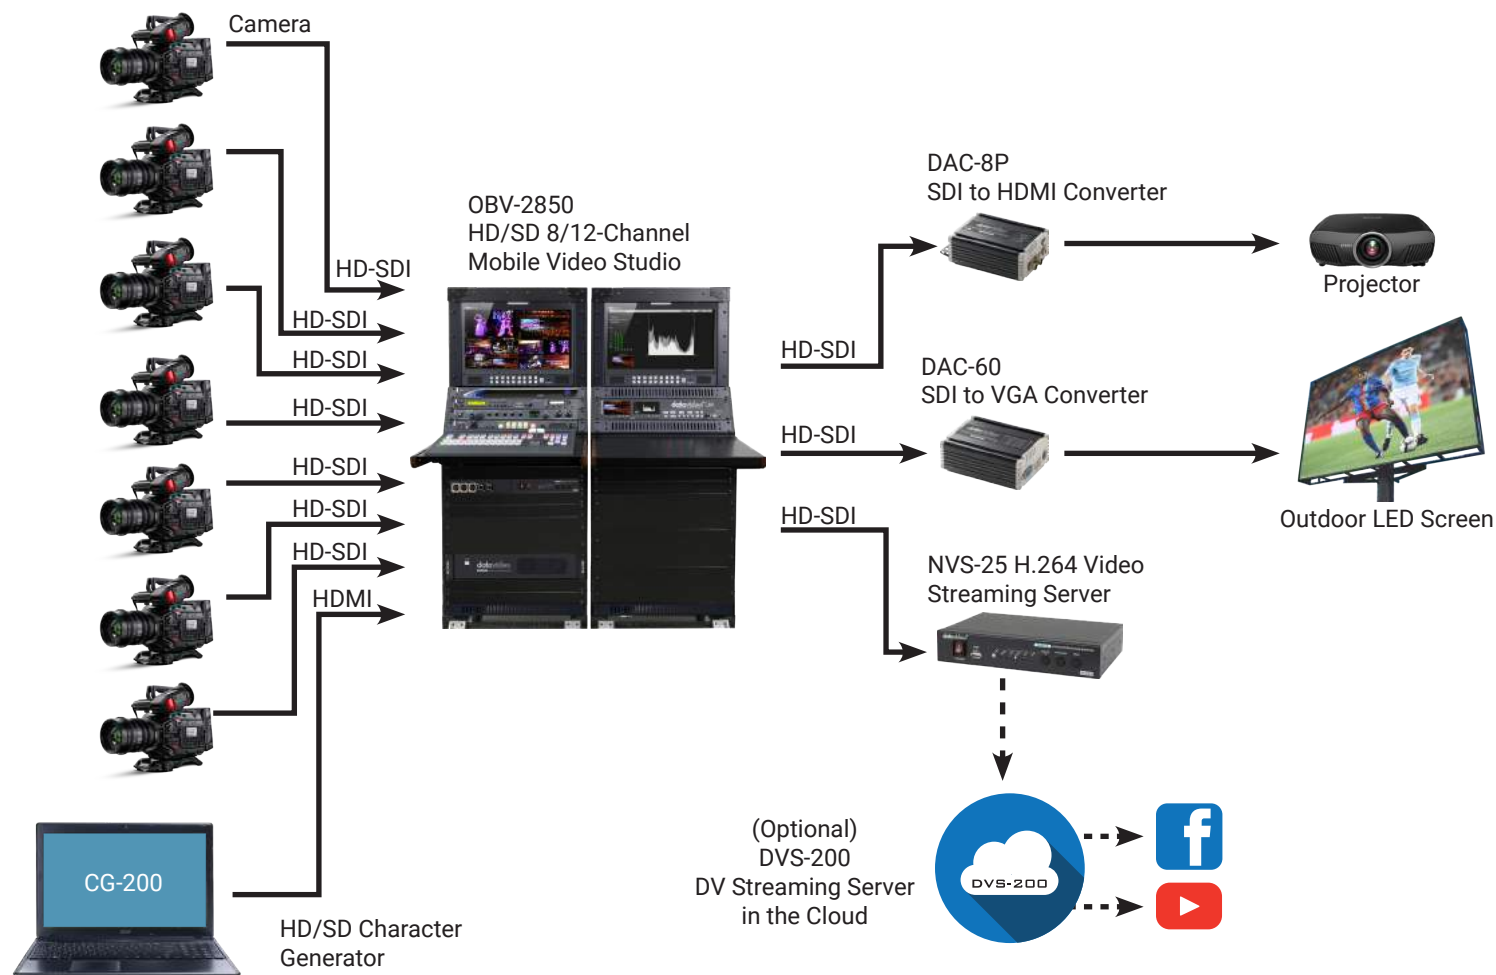 Camera
HD-SDI
HD-SDI
HD-SDI
HD-SDI
HD-SDI
HD-SDI
HD-SDI
HDMI
CG-200
HD/SD Character
Generator
OBV-2850
HD/SD 8/12-Channel
Mobile Video Studio
datavideo
datavideo
HD-SDI
HD-SDI
HD-SDI
DAC-8P
SDI to HDMI Converter
Projector
DAC-60
SDI to VGA Converter
Outdoor LED Screen
NVS-25 H.264 Video
Streaming Server
datavideo
(Optional)
DVS-200
DV Streaming Server
in the Cloud
DVS-200
f